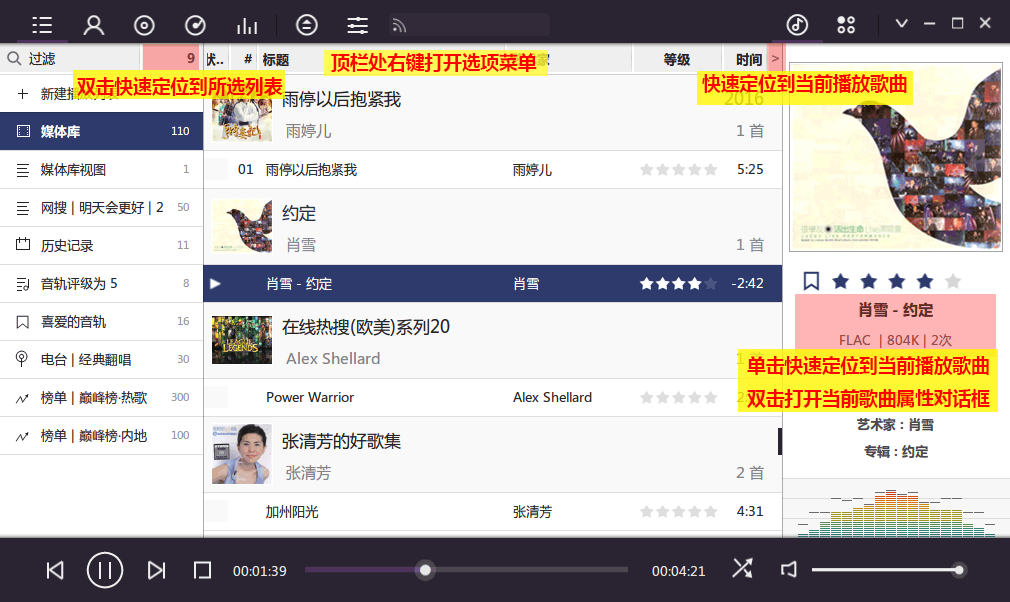 过滤
9
状..
#
标题
顶栏处右键打开选项菜单
家
等级
时间
>
双击快速定位到所选列表
快速定位到当前播放歌曲
新建播
媒体库 110
媒体库视图 1
网搜 | 明天会更好 | 2 50
历史记录 11
音轨评级为 5 8
喜爱的音轨 16
电台 | 经典翻唱 30
榜单 | 巅峰榜·热歌 300
榜单 | 巅峰榜·内地 100
雨停以后抱紧我 2016
雨婷儿 1 首
01 雨停以后抱紧我 雨婷儿 5:25
约定
肖雪 1 首
肖雪 - 约定 肖雪 -2:42
在线热搜(欧美)系列20
Alex Shellard
LEAGUE LEGENDS
Power Warrior Alex Shellard
张清芳的好歌集
张清芳 2 首
加州阳光 张清芳 4:31
肖雪 - 约定
FLAC | 804K | 2次
单击快速定位到当前播放歌曲
双击打开当前歌曲属性对话框
艺术家 : 肖雪
专辑 : 约定
00:01:39
00:04:21